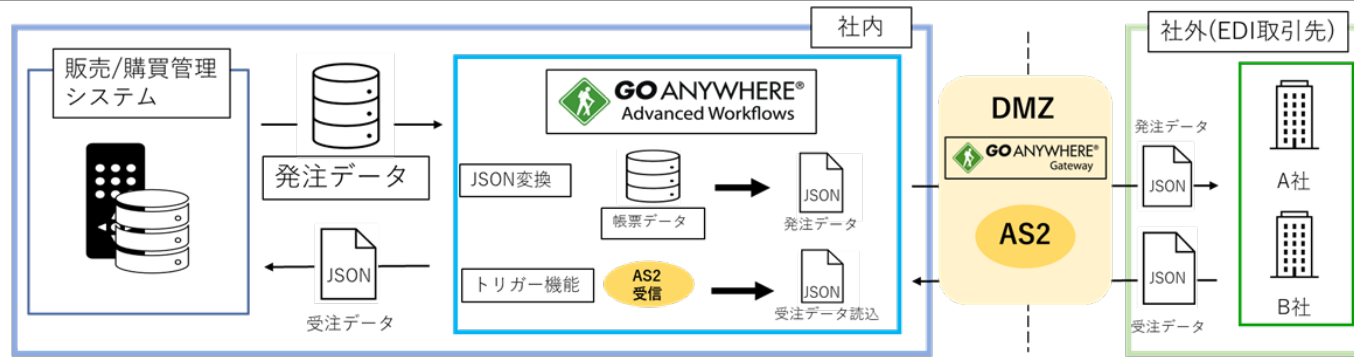 社内
社外(EDI取引先)
販売/購買管理
システム
発注データ
JSON
受注データ
GO ANYWHERE®
Advanced Workflows
JSON変換
帳票データ
JSON
発注データ
トリガー機能
AS2
受信
JSON
受注データ読込
DMZ
GO ANYWHERE®
Gateway
AS2
発注データ
JSON
JSON
受注データ
A社
B社